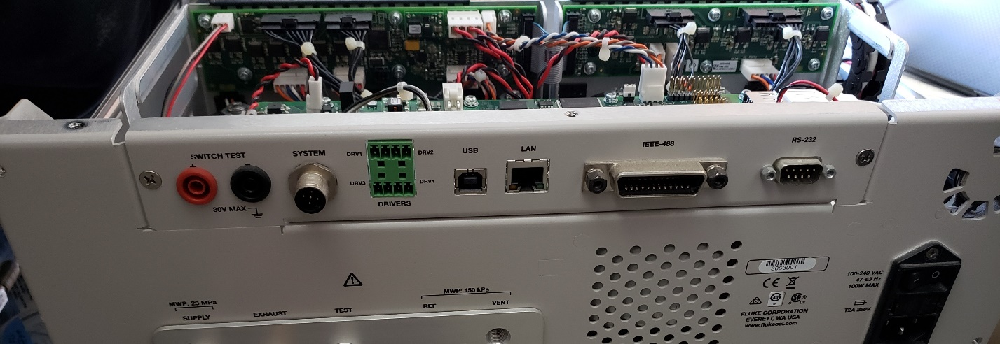 SWITCH TEST
+
-
30V MAX
SYSTEM
DRV1
DRV2
DRV3
DRV4
DRIVERS
USB
LAN
IEEE-488
RS-232
MWP: 23 MPa
SUPPLY
EXHAUST
TEST
MWP: 150 kPa
REF
VENT
3063001
CE
C US
FLUKE CORPORATION
EVERETT, WA USA
www.flukecal.com
100-240 VAC
47-63 Hz
100W MAX
T2A 250V